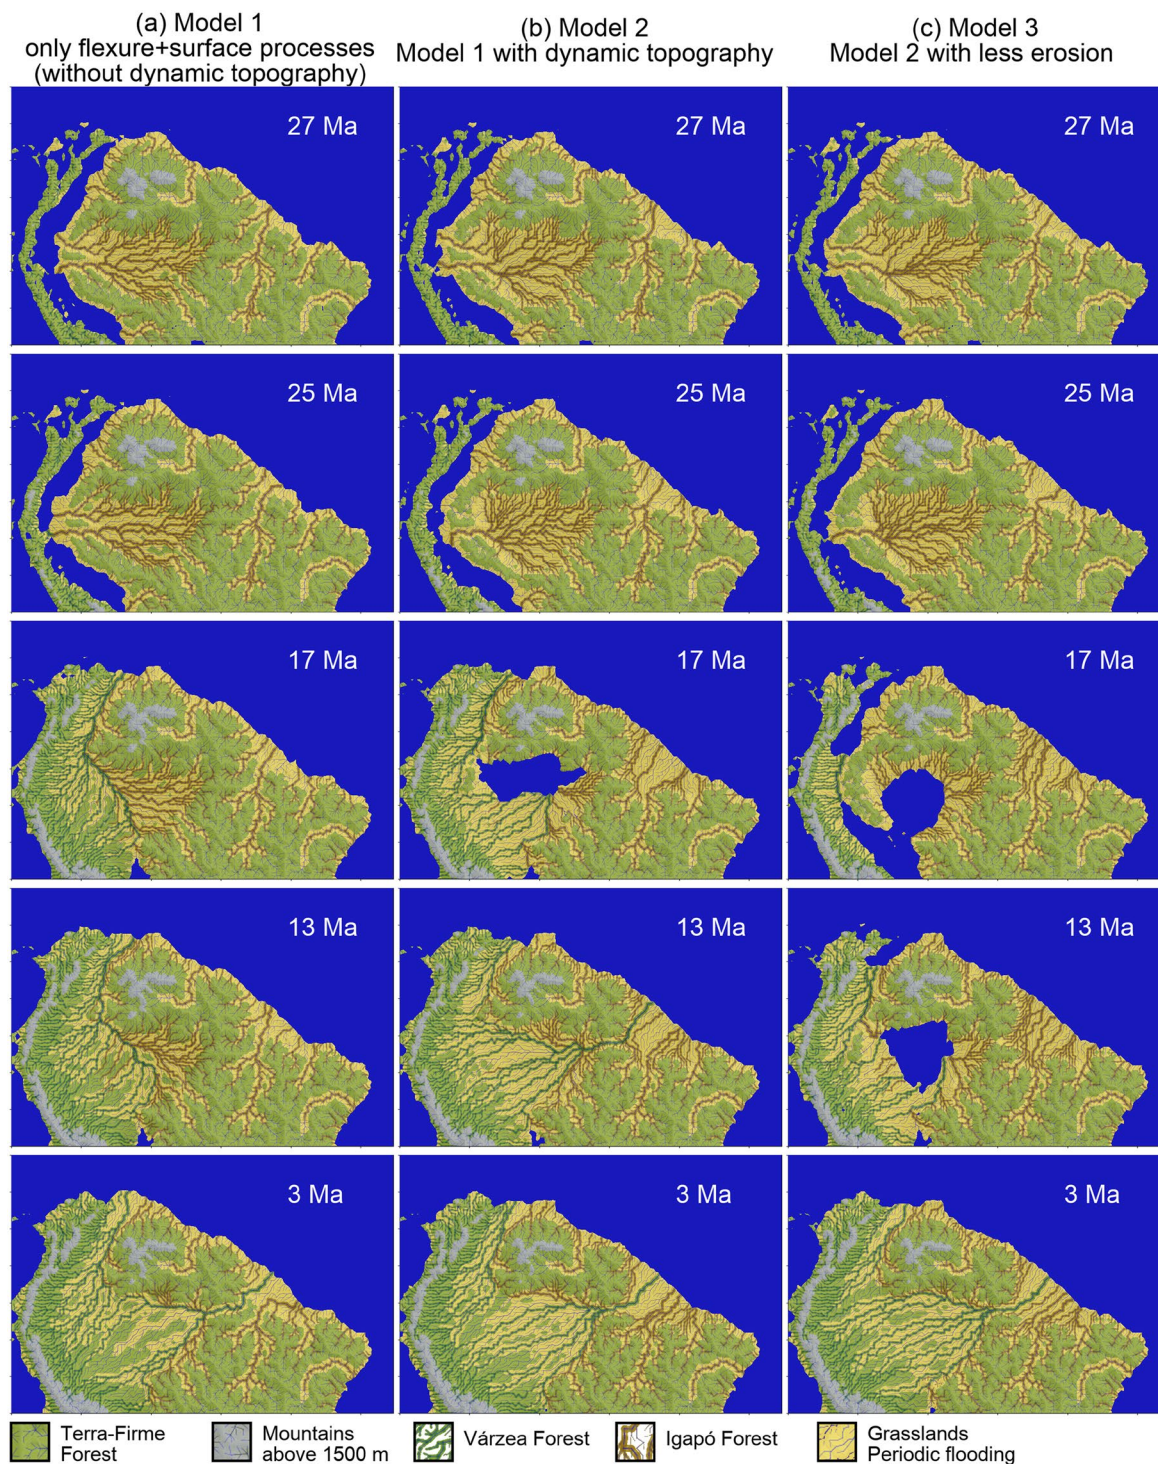 (a) Model 1
only flexure+surface processes
(without dynamic topography)
(b) Model 2
Model 1 with dynamic topography
(c) Model 3
Model 2 with less erosion
27 Ma
27 Ma
27 Ma
25 Ma
25 Ma
25 Ma
17 Ma
17 Ma
17 Ma
13 Ma
13 Ma
13 Ma
3 Ma
3 Ma
3 Ma
Terra-Firme
Forest
Mountains
above 1500 m
Várzea Forest
Igapó Forest
Grasslands
Periodic flooding